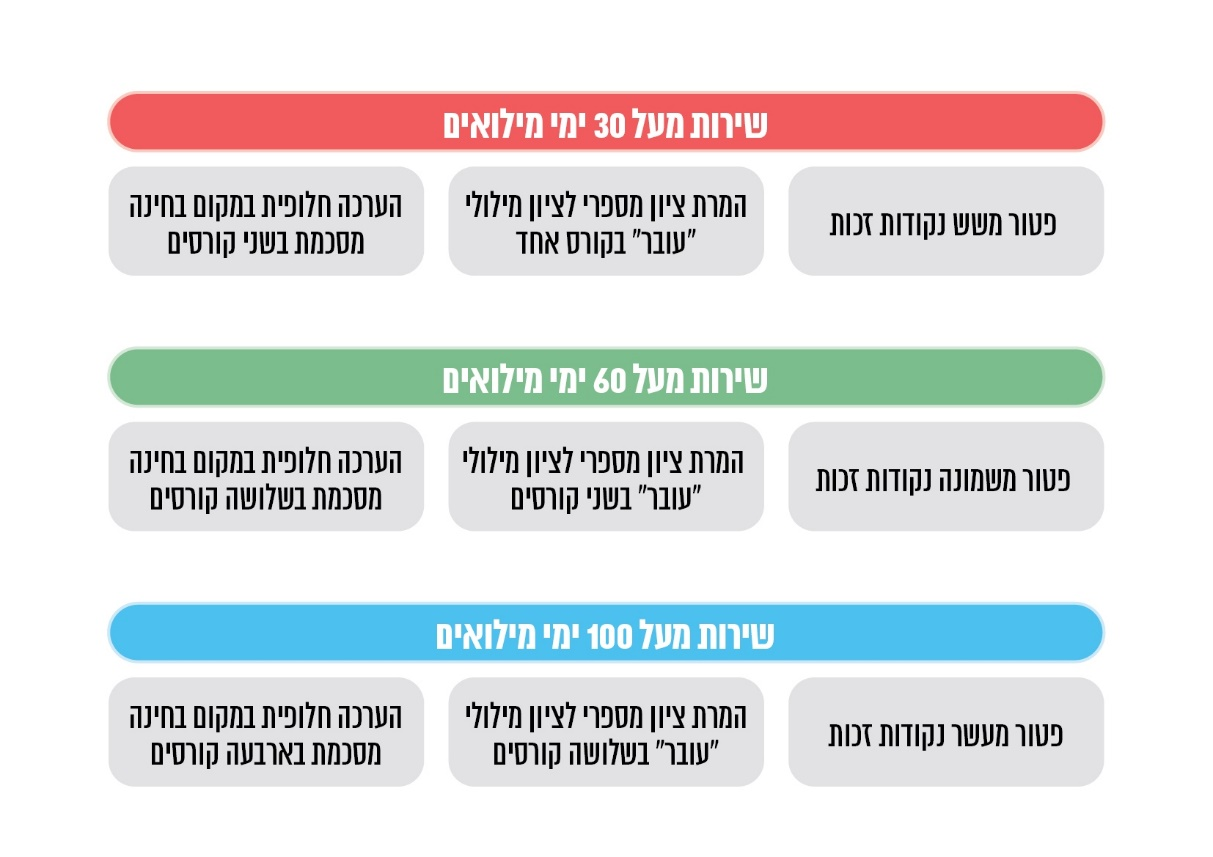 שירות מעל 30 ימי מילואים
פטור משש נקודות זכות
המרת ציון מספרי לציון מילולי
"עובר" בקורס אחד
הערכה חלופית במקום בחינה
מסכמת בשני קורסים
שירות מעל 60 ימי מילואים
פטור משמונה נקודות זכות
המרת ציון מספרי לציון מילולי
"עובר" בשני קורסים
הערכה חלופית במקום בחינה
מסכמת בשלושה קורסים
שירות מעל 100 ימי מילואים
פטור מעשר נקודות זכות
המרת ציון מספרי לציון מילולי
"עובר" בשלושה קורסים
הערכה חלופית במקום בחינה
מסכמת בארבעה קורסים